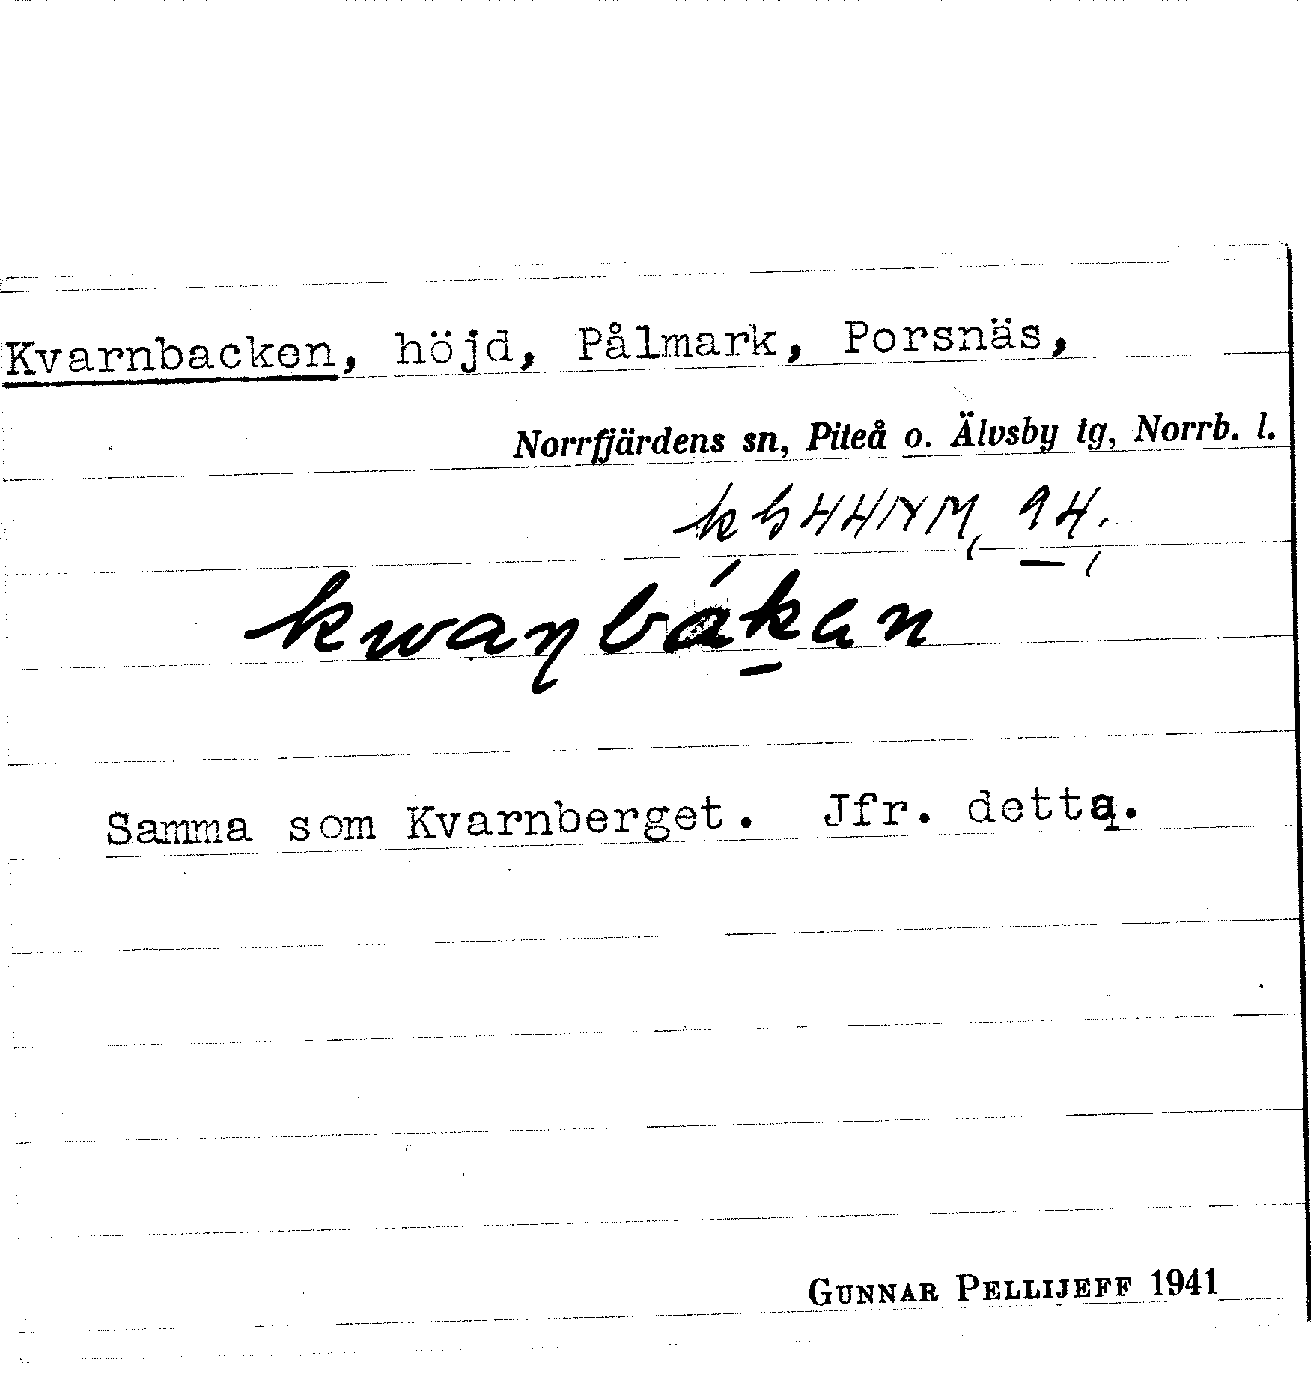 Kvarnbacken, höjd, Pålmark, Porsnäs,
Norrfjärdens sn, Piteå o. Älvsby tg, Norrb. l.
kwaŋbákan
Samma som Kvarnberget. Jfr. detta.
GUNNAR PELLIJEFF 1941